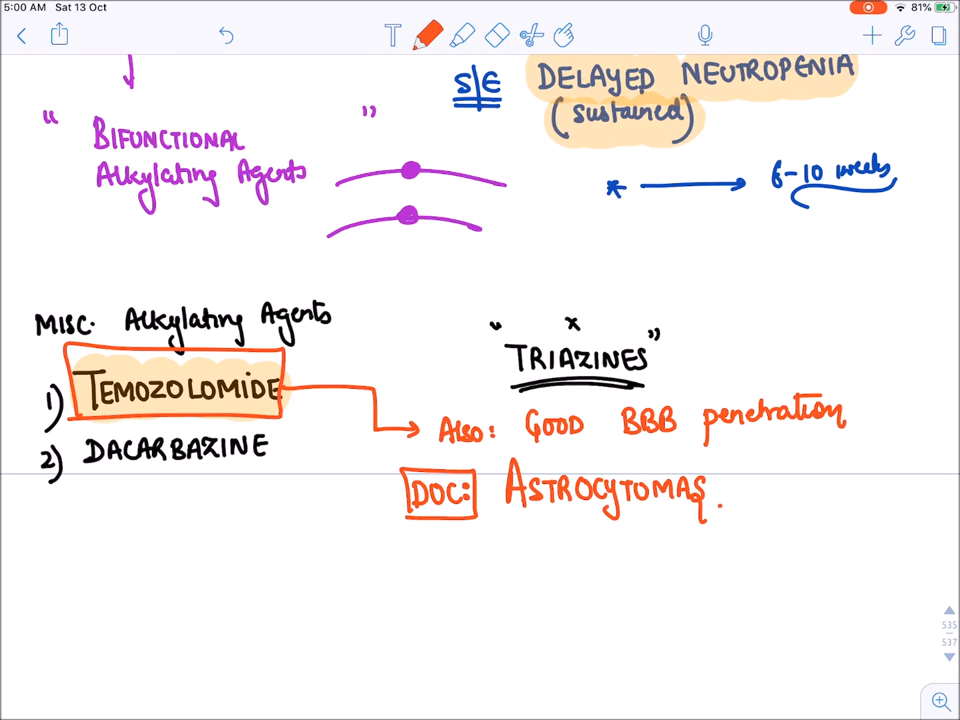 5:00 AM Sat 13 Oct
81%
T
S/E DELAYED NEUTROPENIA
(sustained)
" BIFUNCTIONAL "
Alkylating Agents
* 6-10 weeks
MISC. Alkylating Agents
" x "
TRIAZINES
1) TEMOZOLOMIDE
Also: GOOD BBB penetration
2) DACARBAZINE
DOC: ASTROCYTOMAS.
535
537